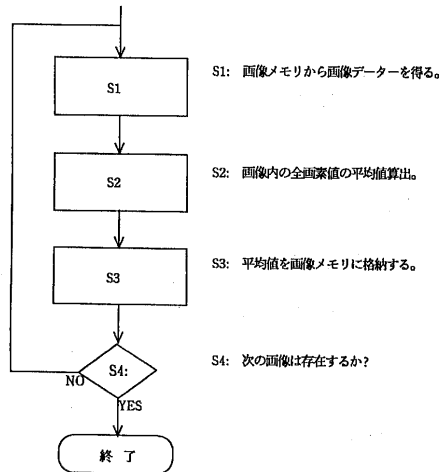 S1
S1: 画像メモリから画像データーを得る。
S2
S2: 画像内の全画素値の平均値算出。
S3
S3: 平均値を画像メモリに格納する。
S4:
S4: 次の画像は存在するか?
NO
YES
終 了